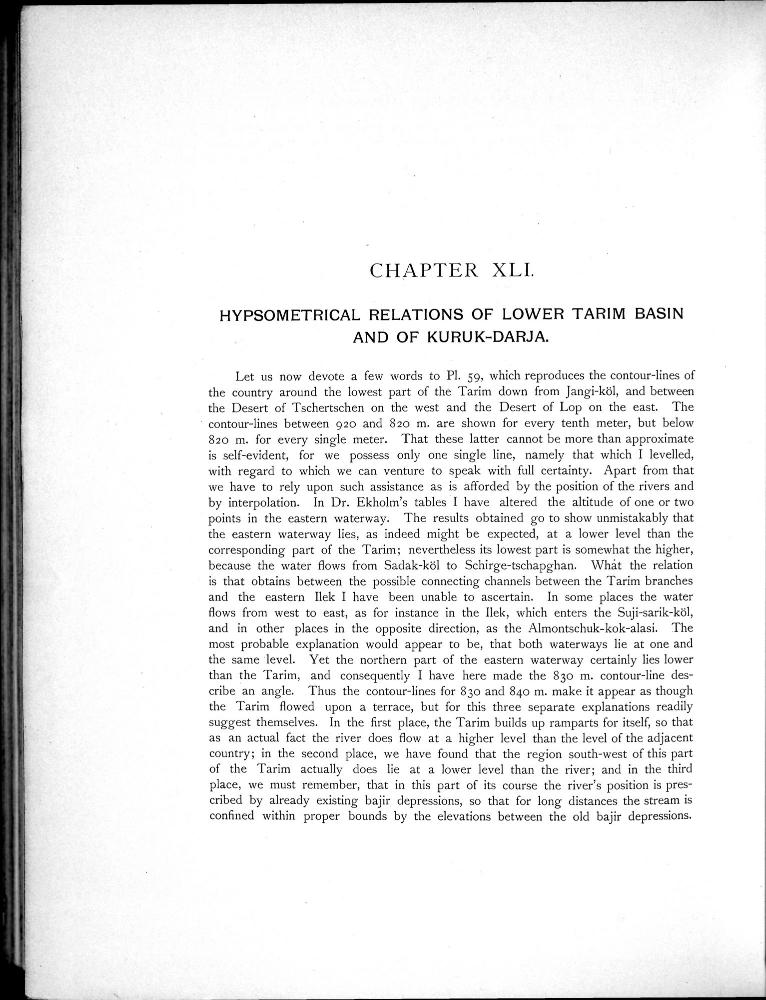 CHAPTER XLI.
HYPSOMETRICAL RELATIONS OF LOWER TARIM BASIN
AND OF KURUK-DARJA.
Let us now devote a few words to Pl. 59, which reproduces the contour-lines of
the country around the lowest part of the Tarim down from Jangi-köl, and between
the Desert of Tschertschen on the west and the Desert of Lop on the east. The
contour-lines between 920 and 820 m. are shown for every tenth meter, but below
820 m. for every single meter. That these latter cannot be more than approximate
is self-evident, for we possess only one single line, namely that which I levelled,
with regard to which we can venture to speak with full certainty. Apart from that
we have to rely upon such assistance as is afforded by the position of the rivers and
by interpolation. In Dr. Ekholm's tables I have altered the altitude of one or two
points in the eastern waterway. The results obtained go to show unmistakably that
the eastern waterway lies, as indeed might be expected, at a lower level than the
corresponding part of the Tarim; nevertheless its lowest part is somewhat the higher,
because the water flows from Sadak-köl to Schirge-tschapghan. What the relation
is that obtains between the possible connecting channels between the Tarim branches
and the eastern Ilek I have been unable to ascertain. In some places the water
flows from west to east, as for instance in the Ilek, which enters the Suji-sarik-köl,
and in other places in the opposite direction, as the Almontschuk-kok-alasi. The
most probable explanation would appear to be, that both waterways lie at one and
the same level. Yet the northern part of the eastern waterway certainly lies lower
than the Tarim, and consequently I have here made the 830 m. contour-line des-
cribe an angle. Thus the contour-lines for 830 and 840 m. make it appear as though
the Tarim flowed upon a terrace, but for this three separate explanations readily
suggest themselves. In the first place, the Tarim builds up ramparts for itself, so that
as an actual fact the river does flow at a higher level than the level of the adjacent
country; in the second place, we have found that the region south-west of this part
of the Tarim actually does lie at a lower level than the river; and in the third
place, we must remember, that in this part of its course the river's position is pres-
cribed by already existing bajir depressions, so that for long distances the stream is
confined within proper bounds by the elevations between the old bajir depressions.